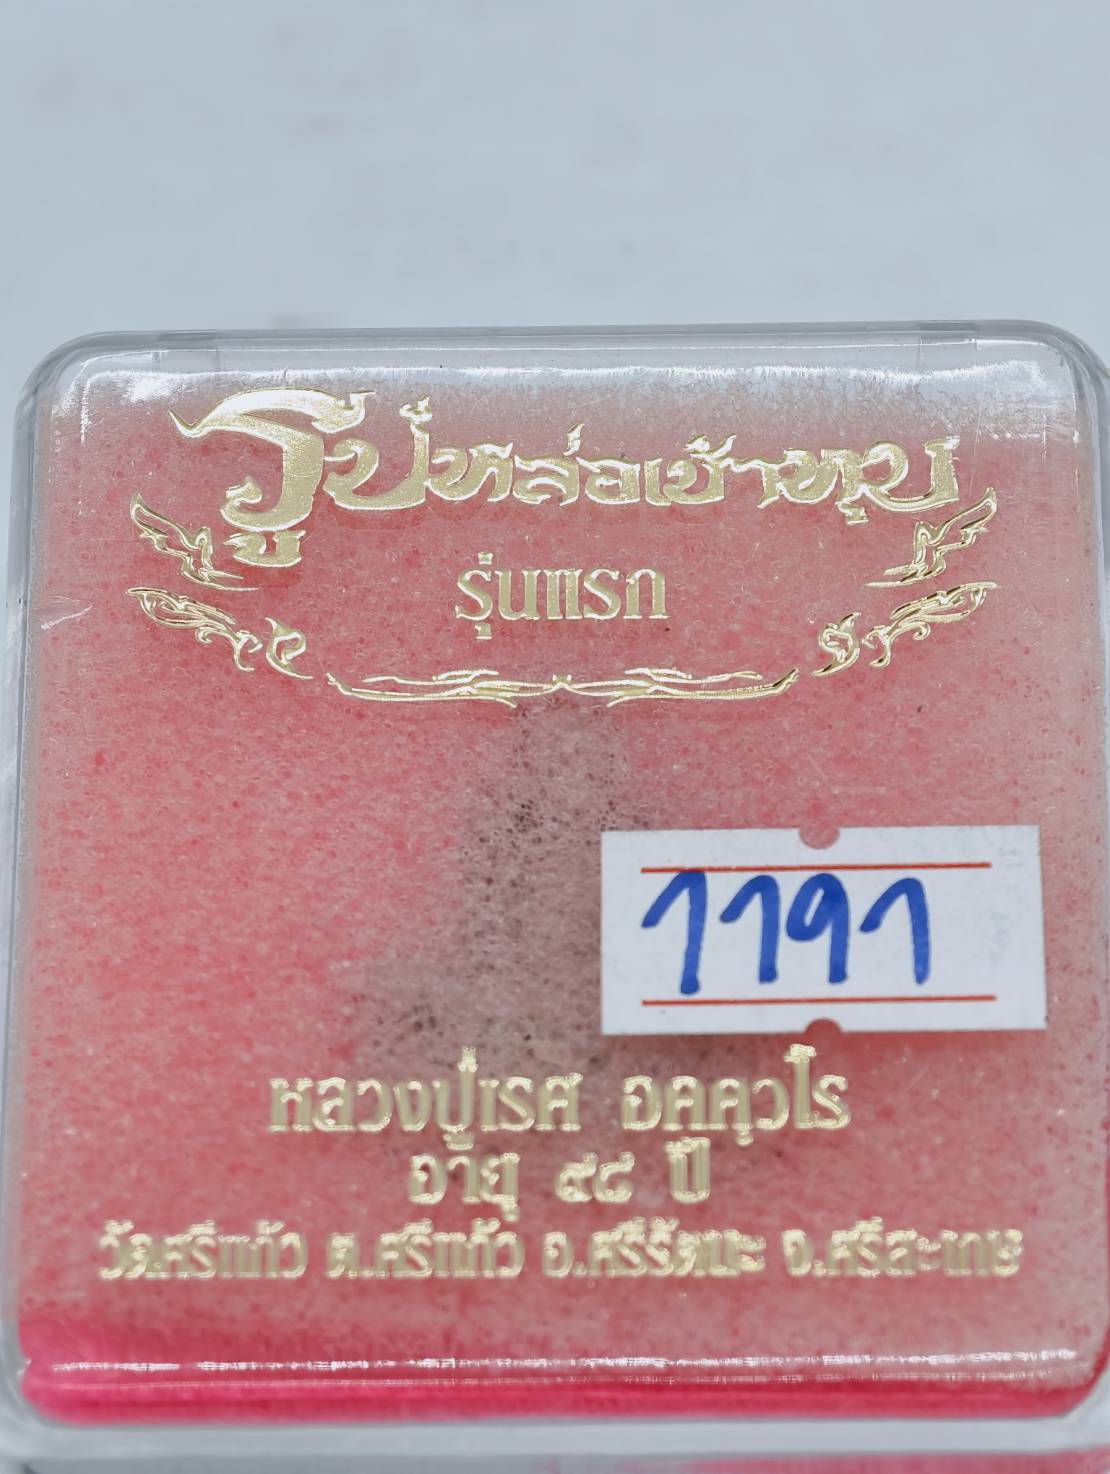 รูปหล่อเบ้าทุบ
รุ่นแรก
1191
หลวงปู่เรศ อคคฺวโร
อายุ ๙๘ ปี
วัดศรีแก้ว ต.ศรีแก้ว อ.ศรีรัตนะ จ.ศรีสะเกษ